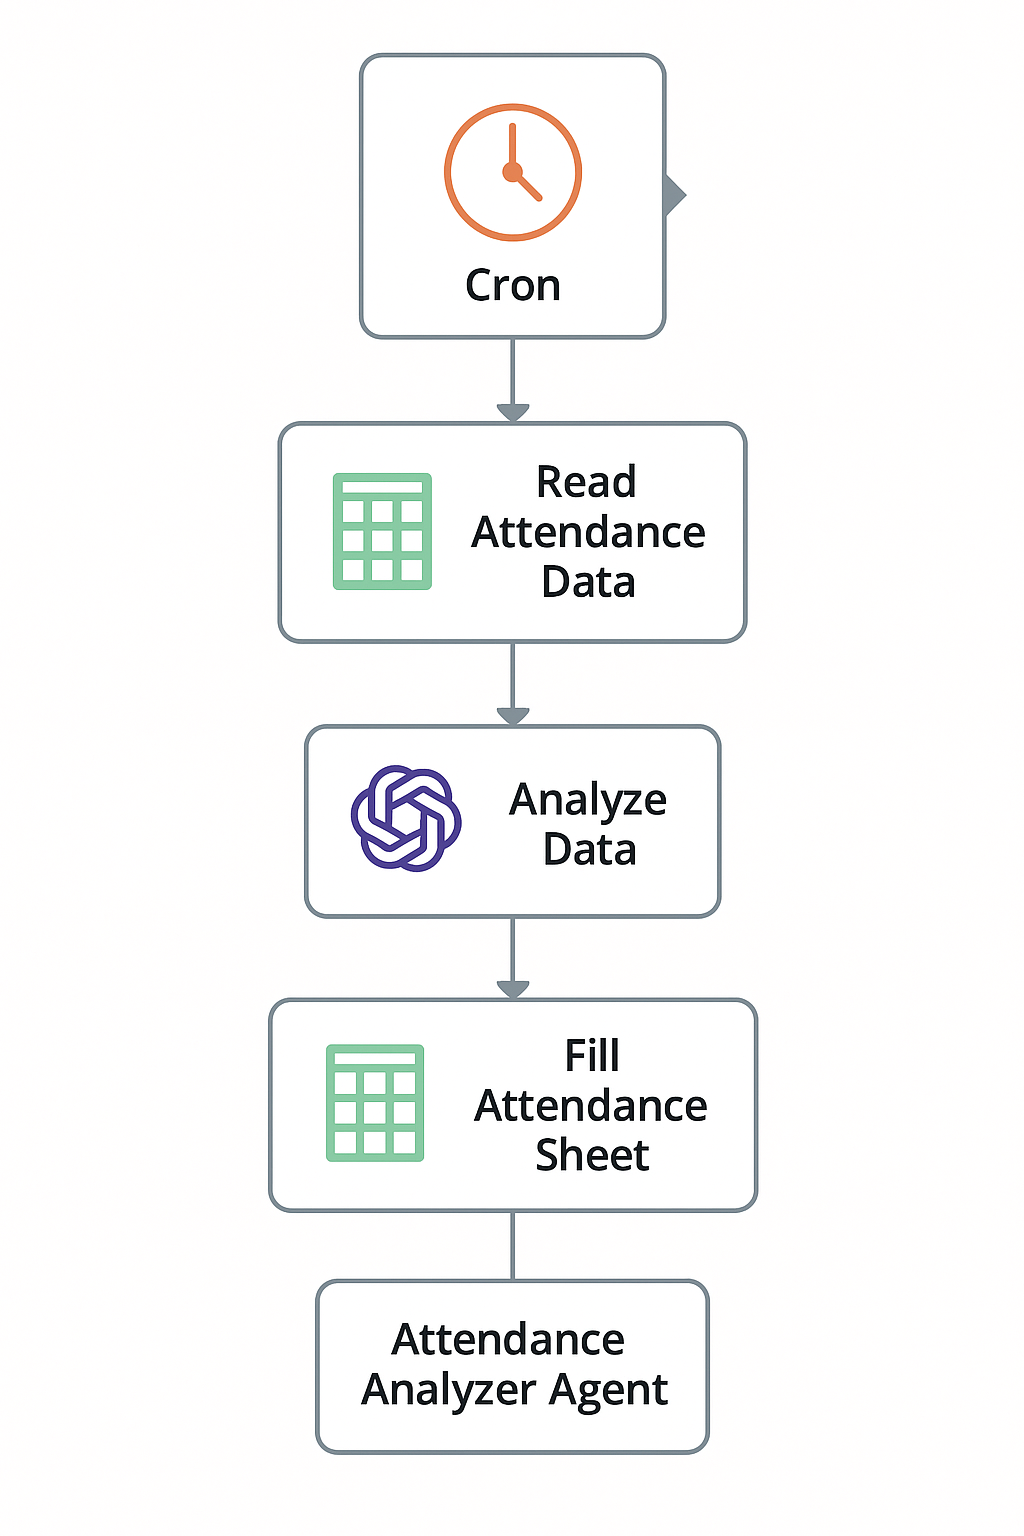 Cron
Read
Attendance
Data
Analyze
Data
Fill
Attendance
Sheet
Attendance
Analyzer Agent